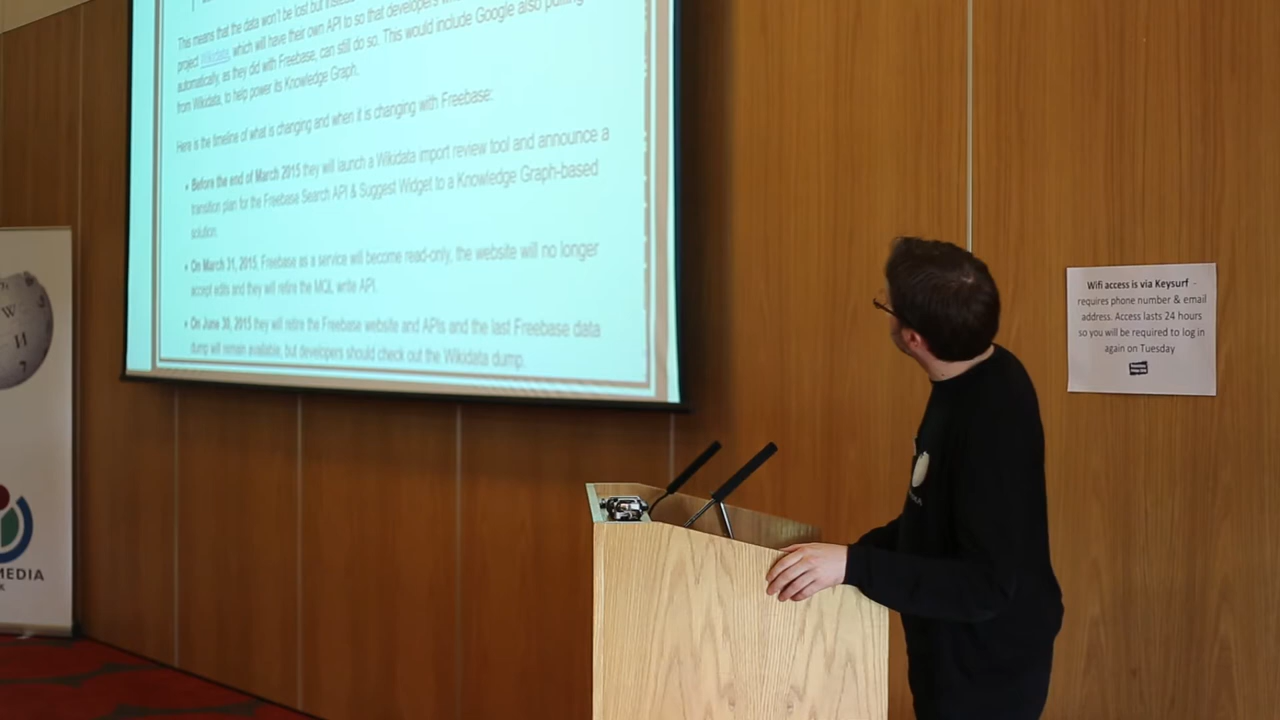 This means that the data won't be lost but instead
project Wikidata, which will have their own API to so that developers
automatically, as they did with Freebase, can still do so. This would include Google also pulling
from Wikidata, to help power its Knowledge Graph.
Here is the timeline of what is changing and when it is changing with Freebase:
• Before the end of March 2015 they will launch a Wikidata import review tool and announce a
transition plan for the Freebase Search API & Suggest Widget to a Knowledge Graph-based
solution.
• On March 31, 2015, Freebase as a service will become read-only, the website will no longer
accept edits and they will retire the MQL write API.
• On June 30, 2015 they will retire the Freebase website and APIs and the last Freebase data
dump will remain available, but developers should check out the Wikidata dump.
Wifi access is via Keysurf -
requires phone number & email
address. Access lasts 24 hours
so you will be required to log in
again on Tuesday
W
И
MEDIA
K